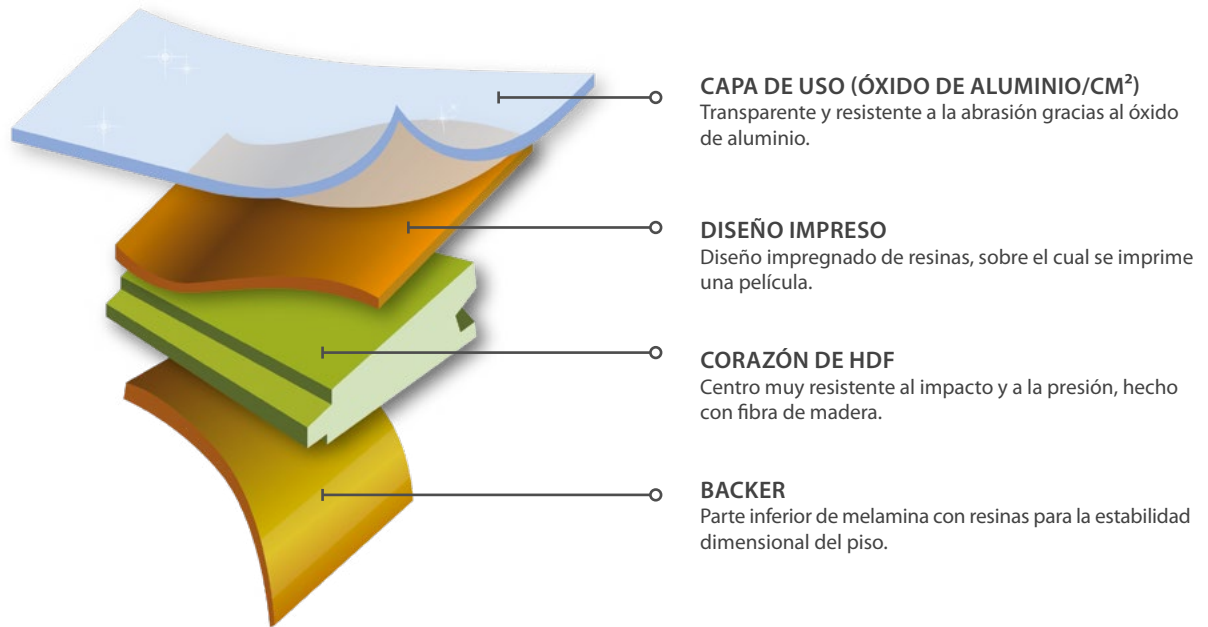 CAPA DE USO (ÓXIDO DE ALUMINIO/CM²)
Transparente y resistente a la abrasión gracias al óxido
de aluminio.
DISEÑO IMPRESO
Diseño impregnado de resinas, sobre el cual se imprime
una película.
CORAZÓN DE HDF
Centro muy resistente al impacto y a la presión, hecho
con fibra de madera.
BACKER
Parte inferior de melamina con resinas para la estabilidad
dimensional del piso.